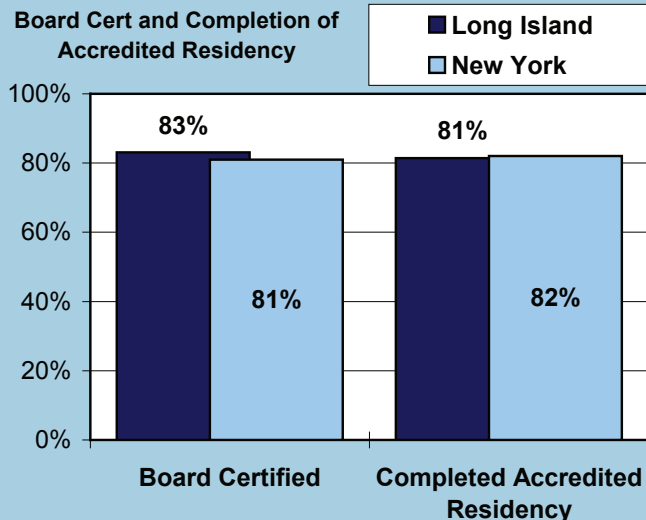 Board Cert and Completion of
Accredited Residency
Long Island
New York
100%
80%
60%
40%
20%
0%
83%
81%
81%
82%
Board Certified
Completed Accredited
Residency